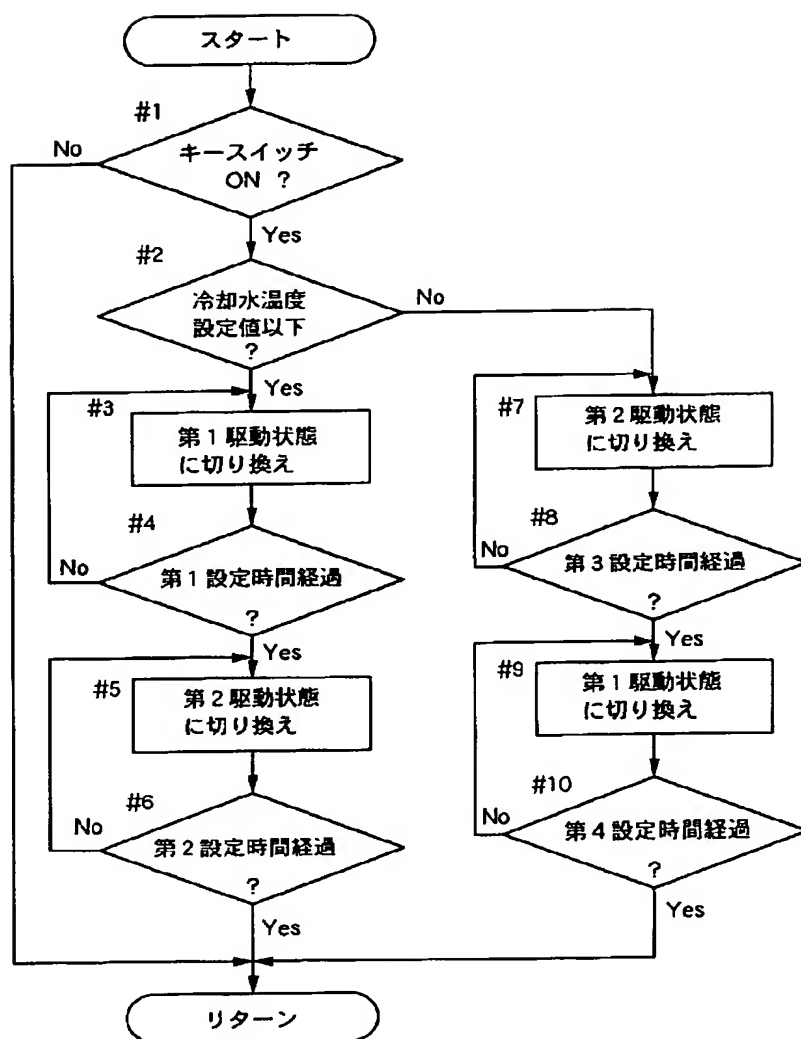 スタート
#1
No
キースイッチ
ON ?
Yes
#2
冷却水温度
設定値以下
?
No
Yes
#3
第1駆動状態
に切り換え
#4
No
第1設定時間経過
?
Yes
#5
第2駆動状態
に切り換え
#6
No
第2設定時間経過
?
Yes
#7
第2駆動状態
に切り換え
#8
No
第3設定時間経過
?
Yes
#9
第1駆動状態
に切り換え
#10
No
第4設定時間経過
?
Yes
リターン